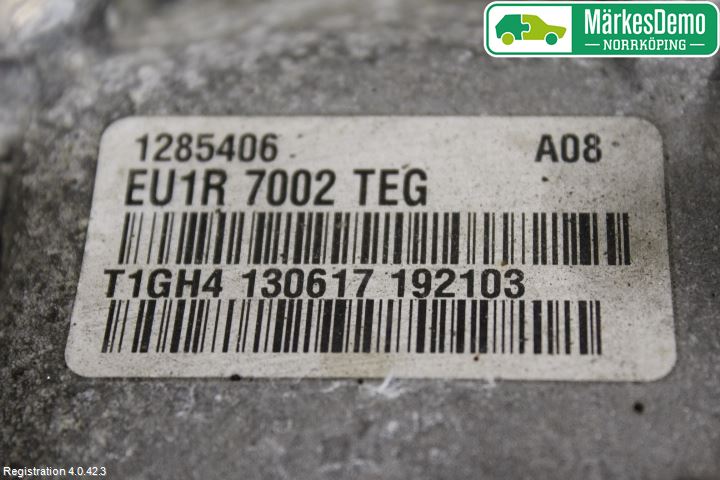 MärkesDemo
NORRKÖPING
1285406 A08
EU1R 7002 TEG
T1GH4 130617 192103
Registration 4.0.42.3